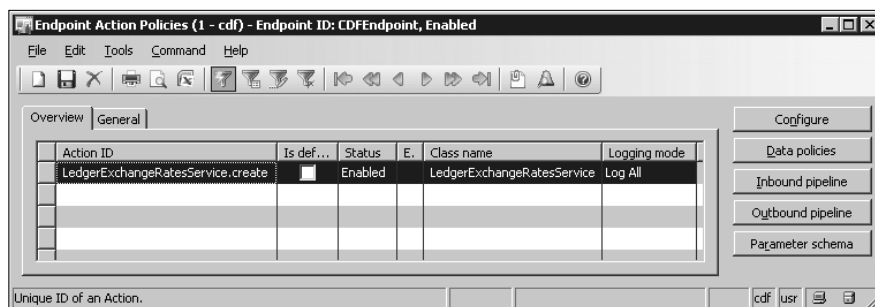 Endpoint Action Policies (1 - cdf) - Endpoint ID: CDFEndpoint, Enabled
File Edit Tools Command Help
Overview General
Configure
Data policies
Inbound pipeline
Outbound pipeline
Parameter schema
Action ID Is def... Status E. Class name Logging mode
LedgerExchangeRatesService.create Enabled LedgerExchangeRatesService Log All
Unique ID of an Action. cdf usr